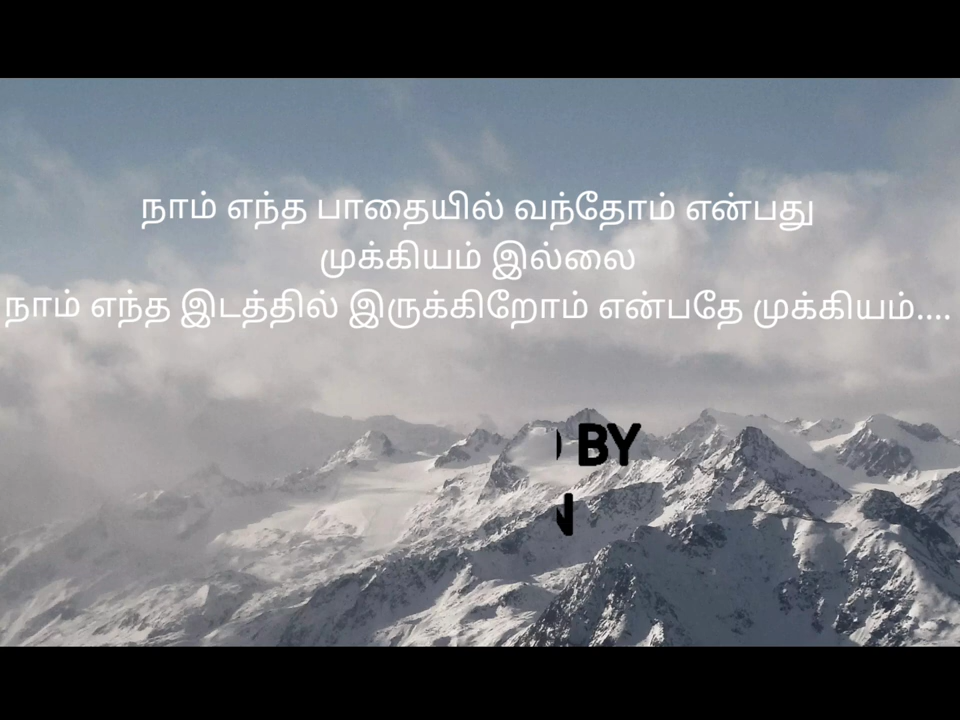 நாம் எந்த பாதையில் வந்தோம் என்பது
முக்கியம் இல்லை
நாம் எந்த இடத்தில் இருக்கிறோம் என்பதே முக்கியம்....
BY